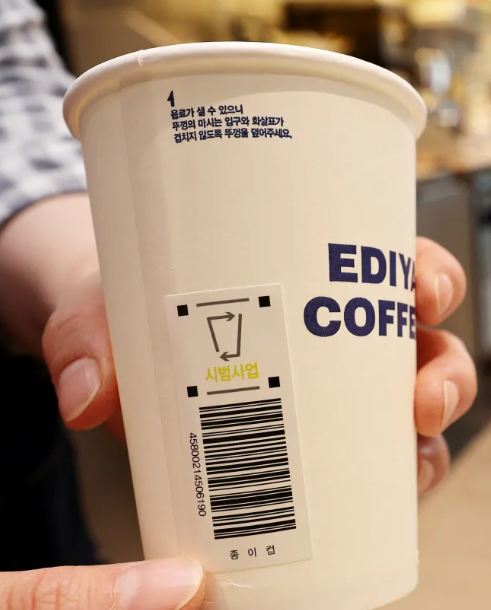 1
음료가 샐 수 있으니
뚜껑의 마시는 입구와 화살표가
겹치지 않도록 뚜껑을 덮어주세요.
EDIYA
COFFE
시범사업
45800214506190
종이컵